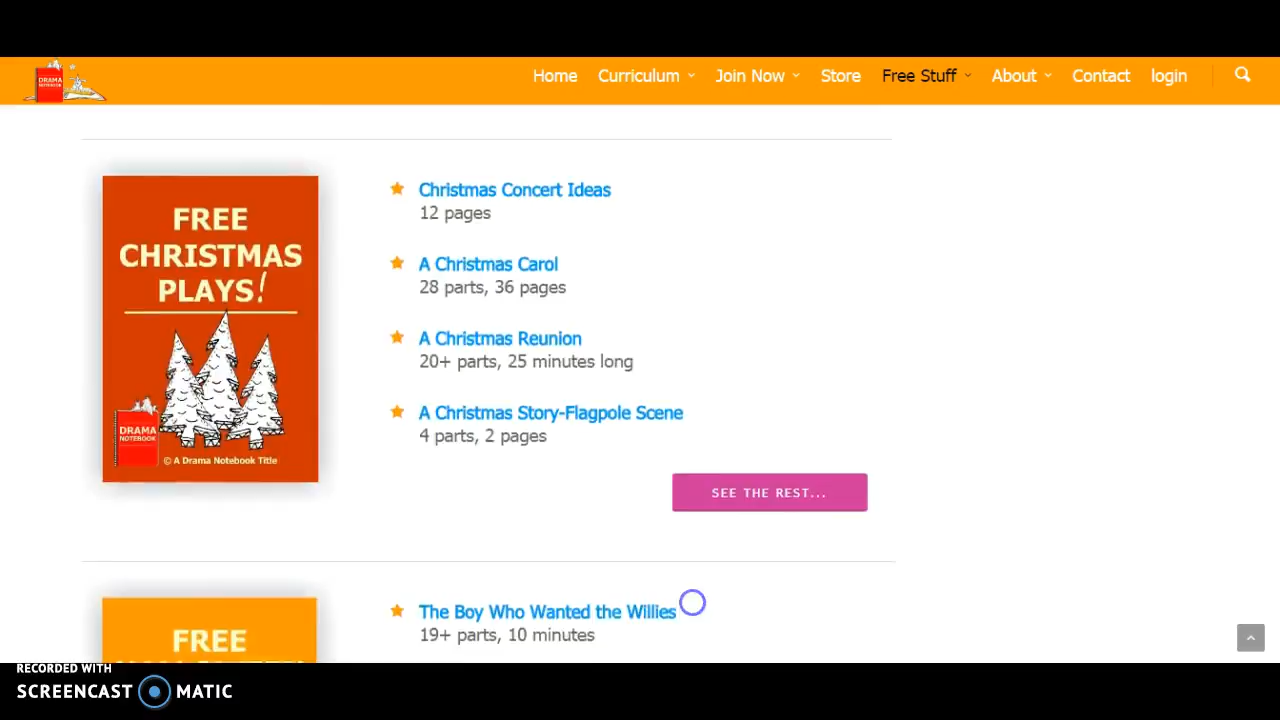 DRAMA
NOTEBOOK
Home Curriculum Join Now Store Free Stuff About Contact login
FREE
CHRISTMAS
PLAYS!
DRAMA
NOTEBOOK
© A Drama Notebook Title
Christmas Concert Ideas
12 pages
A Christmas Carol
28 parts, 36 pages
A Christmas Reunion
20+ parts, 25 minutes long
A Christmas Story-Flagpole Scene
4 parts, 2 pages
SEE THE REST...
FREE
The Boy Who Wanted the Willies
19+ parts, 10 minutes
RECORDED WITH
SCREENCAST MATIC